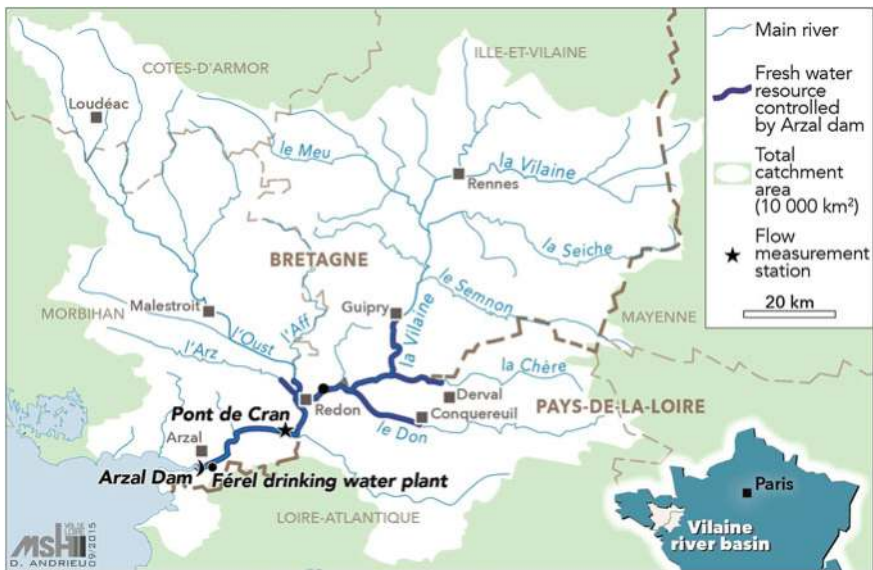 COTES-D'ARMOR
ILLE-ET-VILAINE
Loudéac
le Meu
la Vilaine
Rennes
la Seiche
BRETAGNE
le Semnon
MORBIHAN
Malestroit
l'Oust
l'Aff
Guipry
la Vilaine
MAYENNE
l'Arz
la Chère
Derval
Redon
Conquereuil
PAYS-DE-LA-LOIRE
Pont de Cran
le Don
Arzal
Arzal Dam
Férel drinking water plant
LOIRE-ATLANTIQUE
Main river
Fresh water
resource
controlled
by Arzal dam
Total
catchment
area
(10 000 km²)
Flow
measurement
station
20 km
Paris
Vilaine
river basin
MSH VAL DE LOIRE
09/2015
D. ANDRIEU